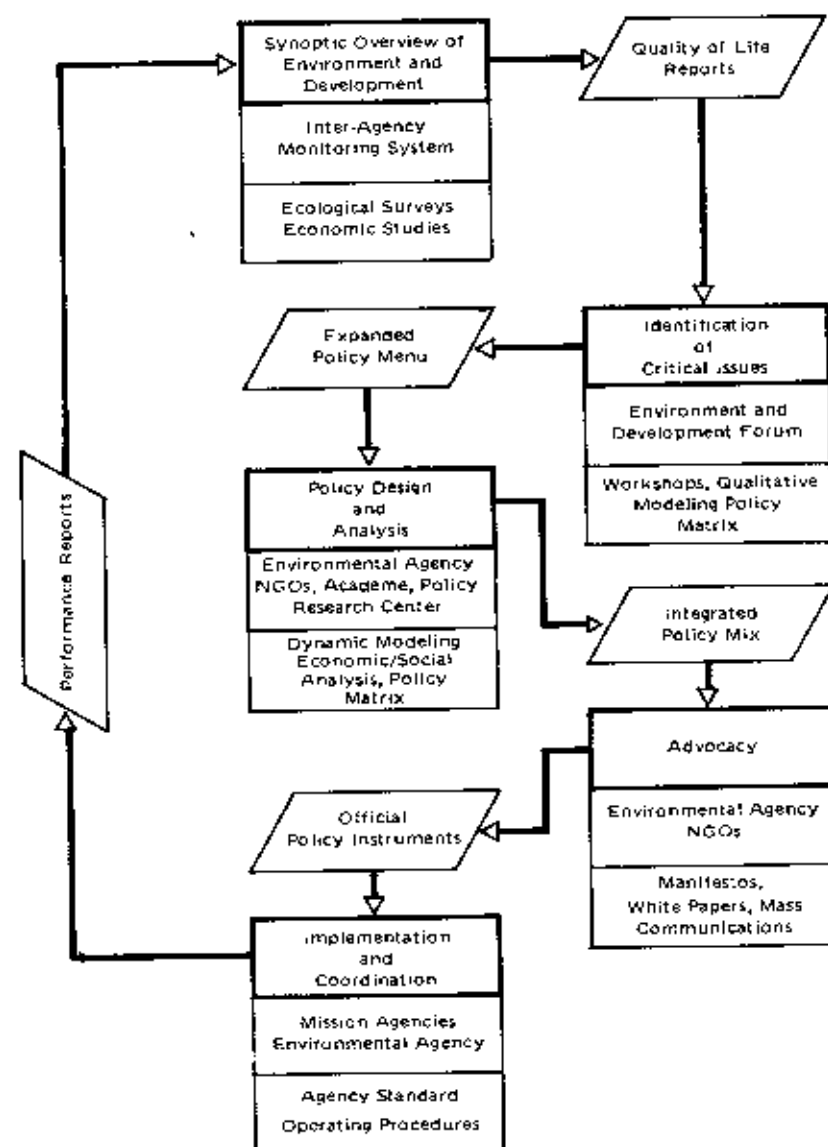 Synoptic Overview of
Environment and
Development
Inter-Agency
Monitoring System
Ecological Surveys
Economic Studies
Quality of Life
Reports
Identification
of
Critical Issues
Environment and
Development Forum
Workshops, Qualitative
Modeling Policy
Matrix
Expanded
Policy Menu
Policy Design
and
Analysis
Environmental Agency
NGOs, Academe, Policy
Research Center
Dynamic Modeling
Economic/Social
Analysis, Policy
Matrix
Integrated
Policy Mix
Advocacy
Environmental Agency
NGOs
Manifestos,
White Papers, Mass
Communications
Official
Policy Instruments
Implementation
and
Coordination
Mission Agencies
Environmental Agency
Agency Standard
Operating Procedures
Performance Reports